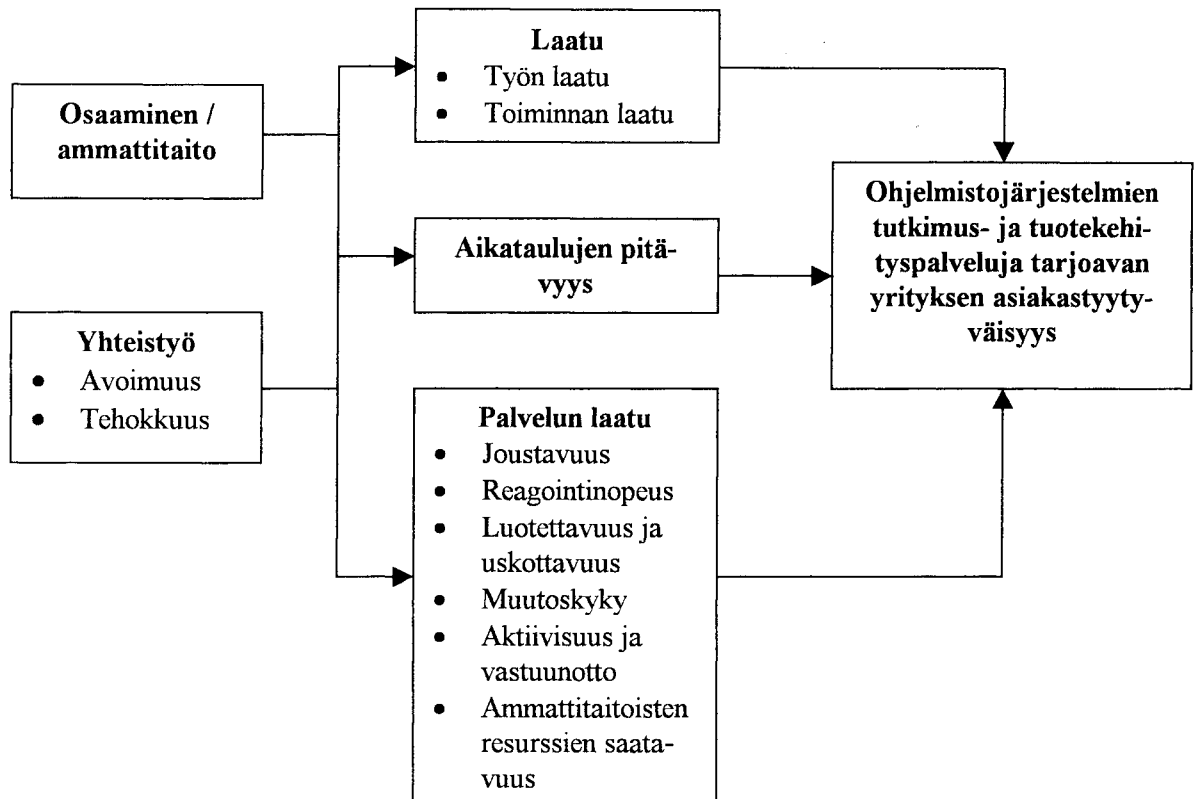 Osaaminen /
ammattitaito
Yhteistyö
• Avoimuus
• Tehokkuus
Laatu
• Työn laatu
• Toiminnan laatu
Aikataulujen pitä-
vyys
Palvelun laatu
• Joustavuus
• Reagointinopeus
• Luotettavuus ja
uskottavuus
• Muutoskyky
• Aktiivisuus ja
vastuunotto
• Ammattitaitoisten
resurssien saata-
vuus
Ohjelmistojärjestelmien
tutkimus- ja tuotekehi-
tyspalveluja tarjoavan
yrityksen asiakastyyty-
väisyys